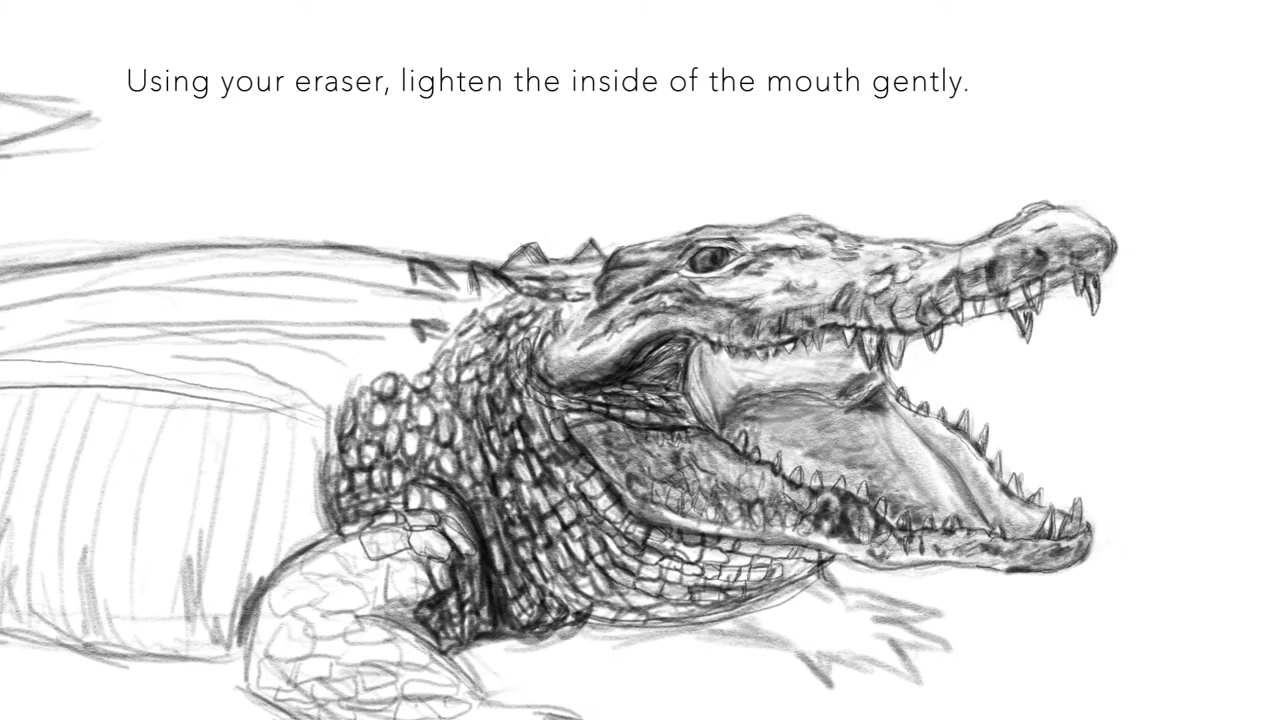 Using your eraser, lighten the inside of the mouth gently.